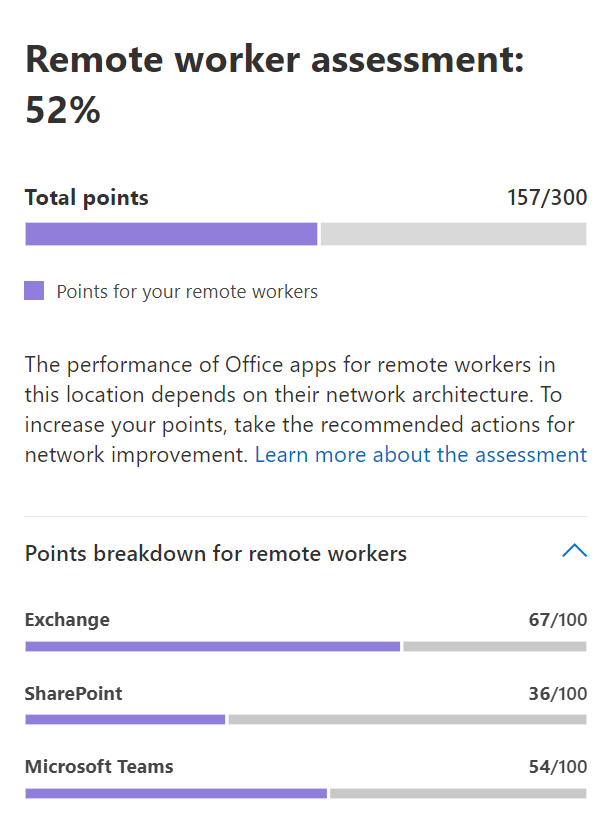 Remote worker assessment:
52%
Total points 157/300
Points for your remote workers
The performance of Office apps for remote workers in
this location depends on their network architecture. To
increase your points, take the recommended actions for
network improvement. Learn more about the assessment
Points breakdown for remote workers
Exchange 67/100
SharePoint 36/100
Microsoft Teams 54/100